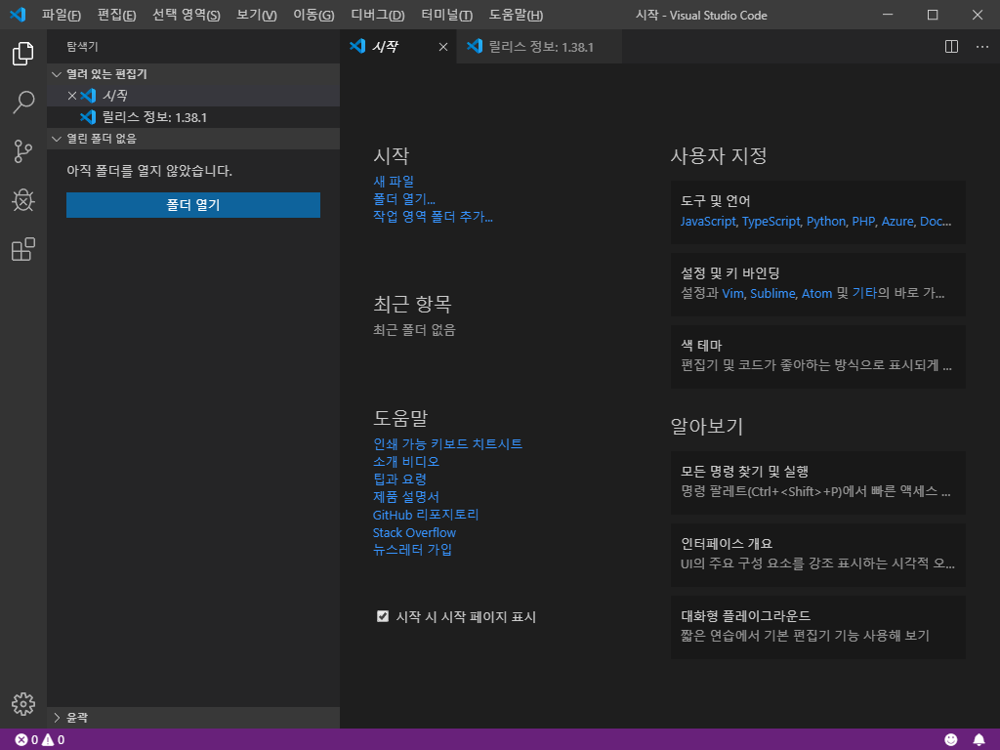 파일(F) 편집(E) 선택 영역(S) 보기(V) 이동(G) 디버그(D) 터미널(T) 도움말(H) 시작 - Visual Studio Code
탐색기
열려 있는 편집기
시작
릴리스 정보: 1.38.1
열린 폴더 없음
아직 폴더를 열지 않았습니다.
폴더 열기
윤곽
시작
릴리스 정보: 1.38.1
시작
새 파일
폴더 열기...
작업 영역 폴더 추가...
최근 항목
최근 폴더 없음
도움말
인쇄 가능 키보드 치트시트
소개 비디오
팁과 요령
제품 설명서
GitHub 리포지토리
Stack Overflow
뉴스레터 가입
시작 시 시작 페이지 표시
사용자 지정
도구 및 언어
JavaScript, TypeScript, Python, PHP, Azure, Doc...
설정 및 키 바인딩
설정과 Vim, Sublime, Atom 및 기타의 바로 가...
색 테마
편집기 및 코드가 좋아하는 방식으로 표시되게 ...
알아보기
모든 명령 찾기 및 실행
명령 팔레트(Ctrl+<Shift>+P)에서 빠른 액세스 ...
인터페이스 개요
UI의 주요 구성 요소를 강조 표시하는 시각적 오...
대화형 플레이그라운드
짧은 연습에서 기본 편집기 기능 사용해 보기
0 0